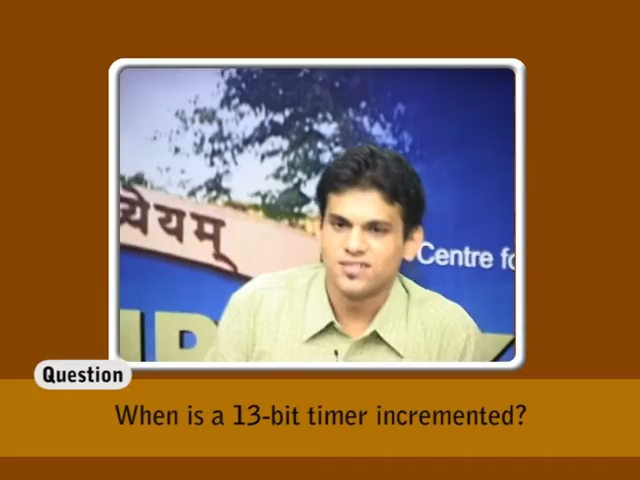 ध्येयम्
Centre fo
Question
When is a 13-bit timer incremented?